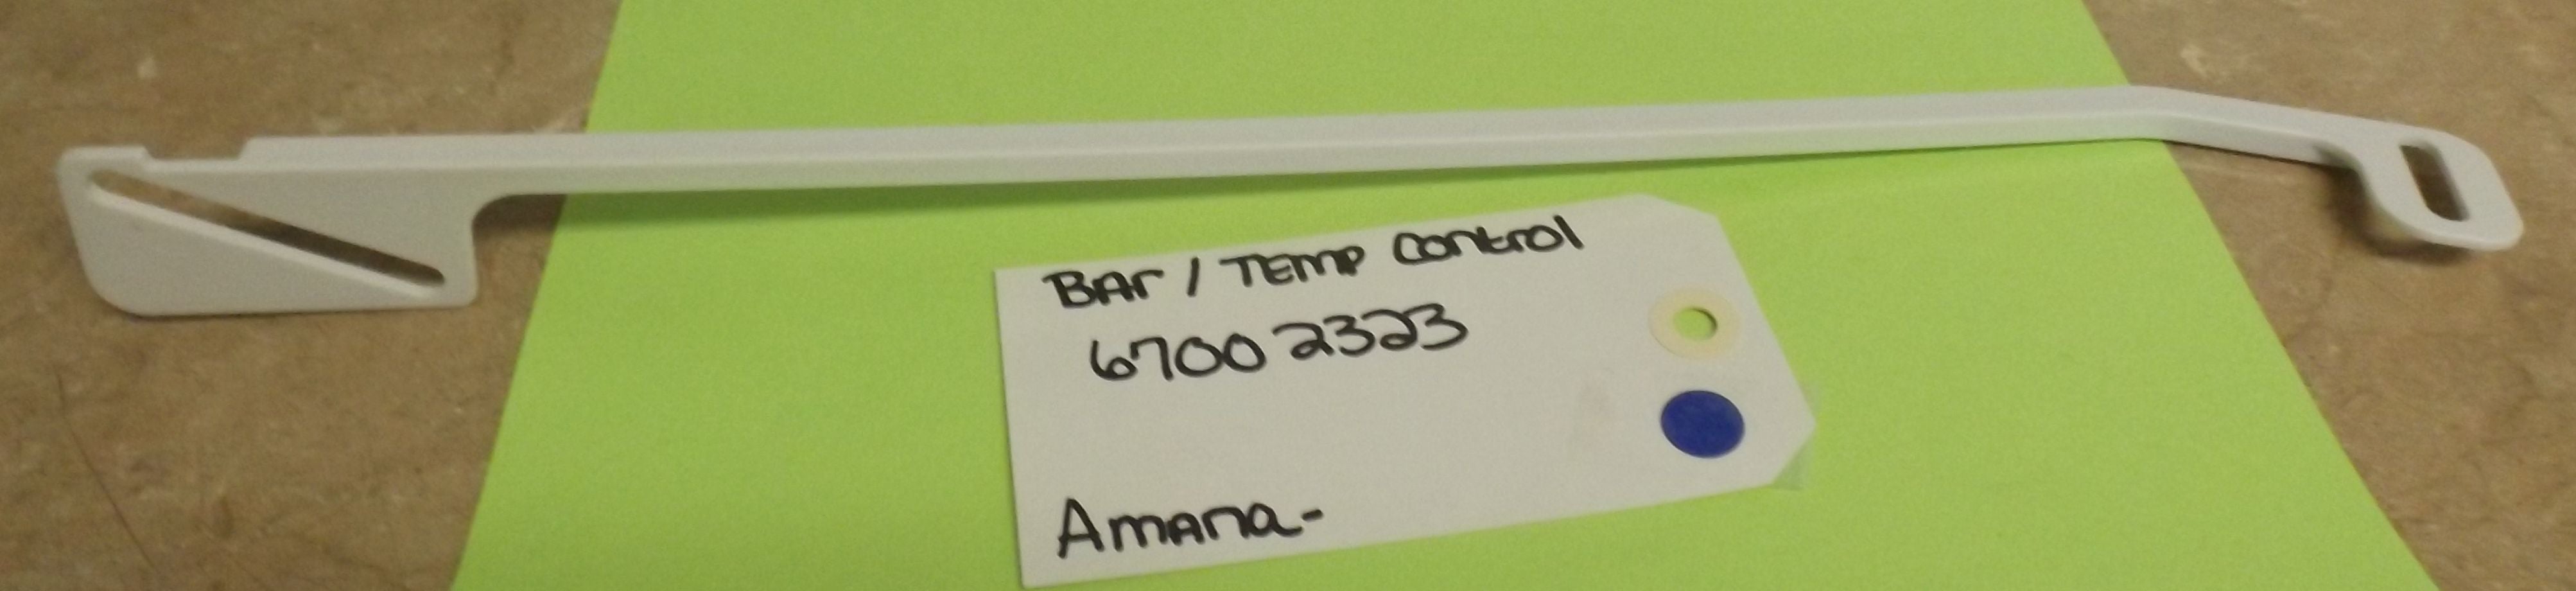 BAr / TEmP Control
67002323
Amana-